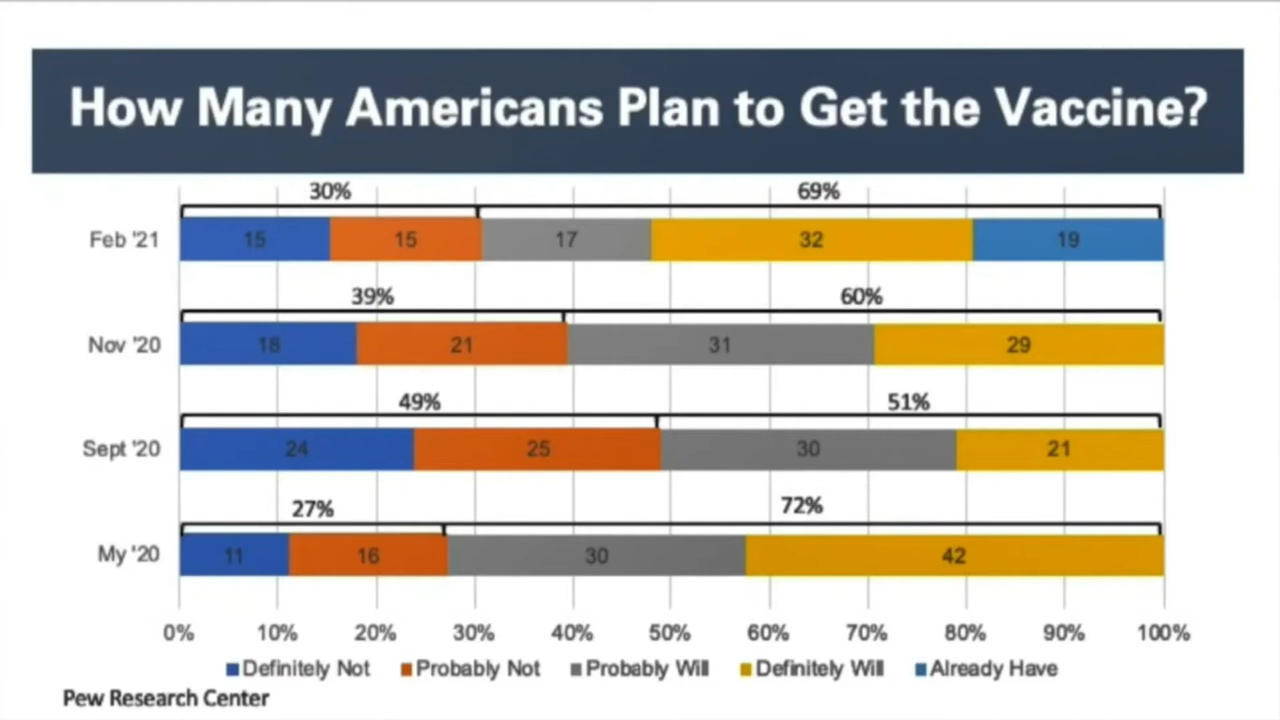 How Many Americans Plan to Get the Vaccine?
30% 69%
Feb '21 15 15 17 32 19
39% 60%
Nov '20 18 21 31 29
49% 51%
Sept '20 24 25 30 21
27% 72%
My '20 11 16 30 42
0% 10% 20% 30% 40% 50% 60% 70% 80% 90% 100%
Definitely Not Probably Not Probably Will Definitely Will Already Have
Pew Research Center